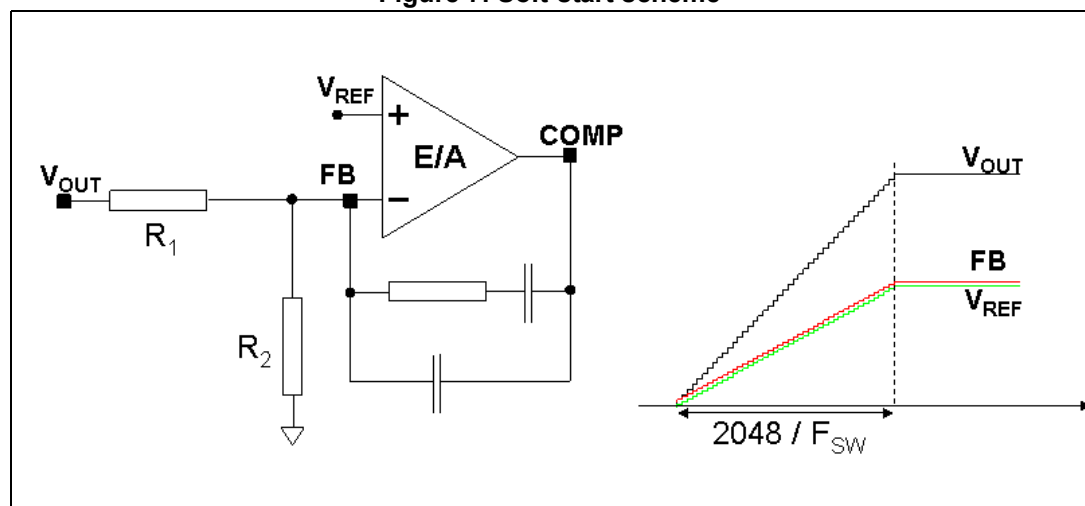 Figure 7. Soft-start scheme
V_REF
+
E/A
−
COMP
FB
V_OUT
R_1
R_2
V_OUT
FB
V_REF
2048 / F_SW